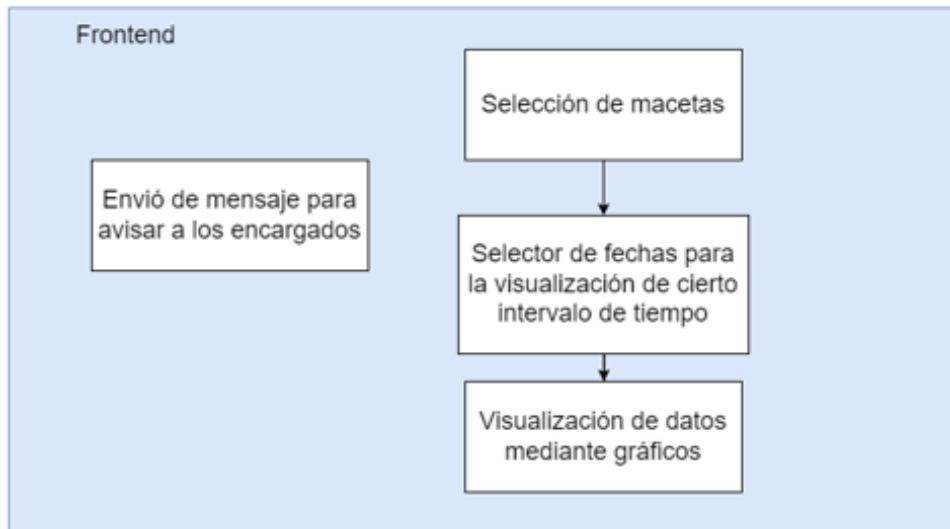 Frontend
Selección de macetas
Envió de mensaje para
avisar a los encargados
Selector de fechas para
la visualización de cierto
intervalo de tiempo
Visualización de datos
mediante gráficos